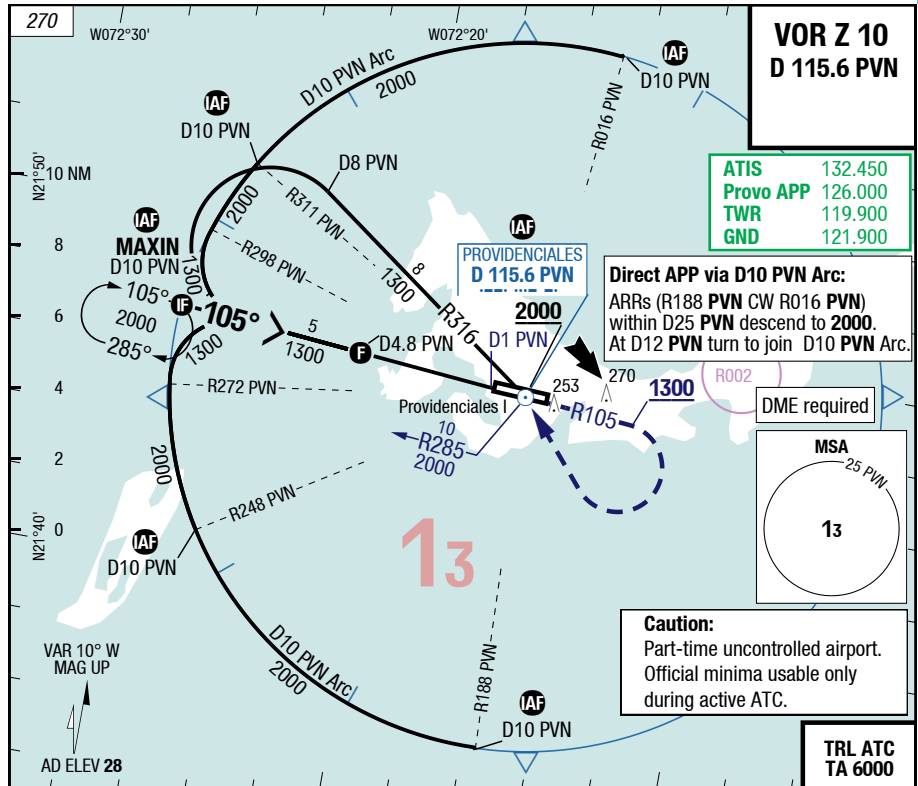 270
W072°30'
W072°20'
VOR Z 10
D 115.6 PVN
IAF
D10 PVN
D10 PVN Arc
2000
R016 PVN
IAF
D10 PVN
N21°50'
10 NM
D8 PVN
R311 PVN
2000
R298 PVN
ATIS 132.450
Provo APP 126.000
TWR 119.900
GND 121.900
IAF
MAXIN
D10 PVN
8
1300
IAF
PROVIDENCIALES
D 115.6 PVN
8
1300
R316
Direct APP via D10 PVN Arc:
ARRs (R188 PVN CW R016 PVN)
within D25 PVN descend to 2000.
At D12 PVN turn to join D10 PVN Arc.
105°
2000
285°
IF
105°
1300
6
5
1300
F
D4.8 PVN
2000
D1 PVN
R272 PVN
4
Providenciales I
253
270
R105
1300
R002
DME required
10
R285
2000
MSA
25 PVN
13
2
2000
R248 PVN
N21°40'
0
IAF
D10 PVN
13
D10 PVN Arc
2000
R188 PVN
IAF
D10 PVN
Caution:
Part-time uncontrolled airport.
Official minima usable only
during active ATC.
VAR 10° W
MAG UP
AD ELEV 28
TRL ATC
TA 6000